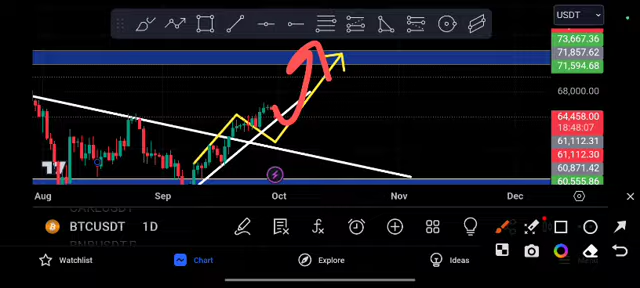 USDT
73,667.36
71,857.62
71,594.68
68,000.00
64,458.00
18:48:07
61,112.31
61,112.30
60,871.42
60,555.86
Aug
Sep
Oct
Nov
Dec
BTCUSDT
1D
Watchlist
Chart
Explore
Ideas